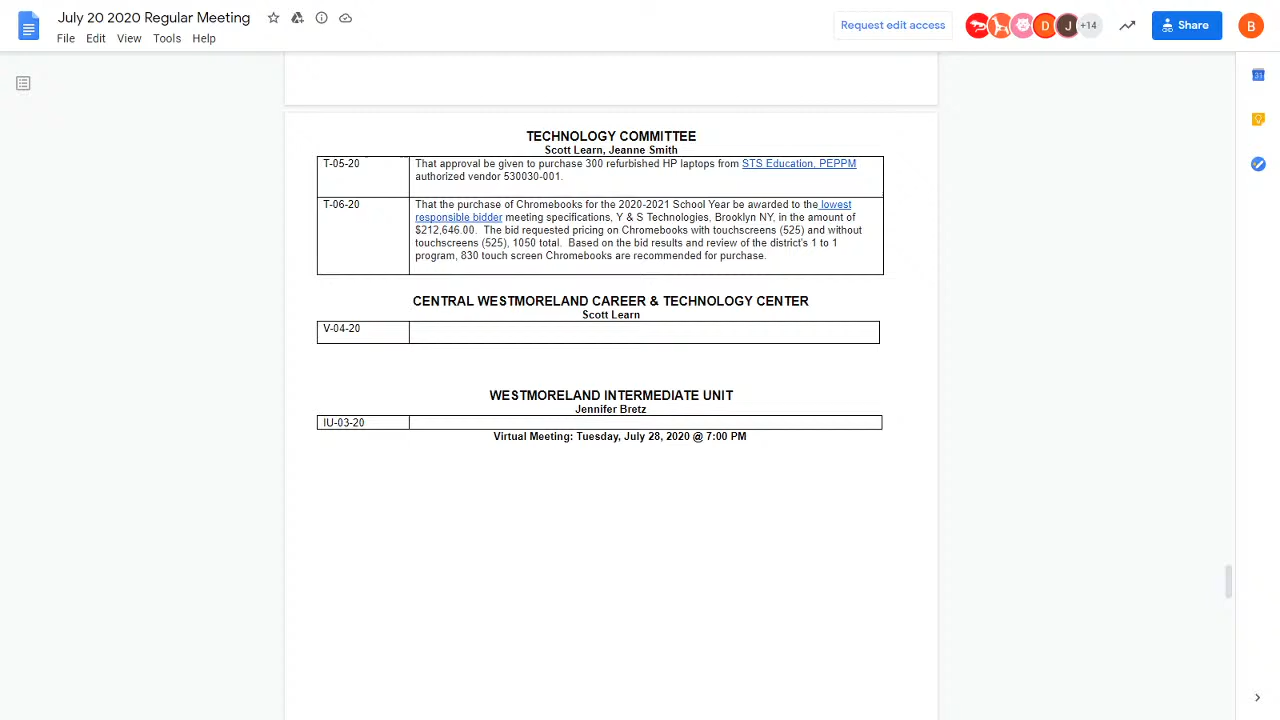 July 20 2020 Regular Meeting
File Edit View Tools Help
Request edit access
D
J
+14
Share
B
31
TECHNOLOGY COMMITTEE
Scott Learn, Jeanne Smith
T-05-20
That approval be given to purchase 300 refurbished HP laptops from STS Education, PEPPM
authorized vendor 530030-001.
T-06-20
That the purchase of Chromebooks for the 2020-2021 School Year be awarded to the lowest
responsible bidder meeting specifications, Y & S Technologies, Brooklyn NY, in the amount of
$212,646.00. The bid requested pricing on Chromebooks with touchscreens (525) and without
touchscreens (525), 1050 total. Based on the bid results and review of the district's 1 to 1
program, 830 touch screen Chromebooks are recommended for purchase.
CENTRAL WESTMORELAND CAREER & TECHNOLOGY CENTER
Scott Learn
V-04-20
WESTMORELAND INTERMEDIATE UNIT
Jennifer Bretz
IU-03-20
Virtual Meeting: Tuesday, July 28, 2020 @ 7:00 PM